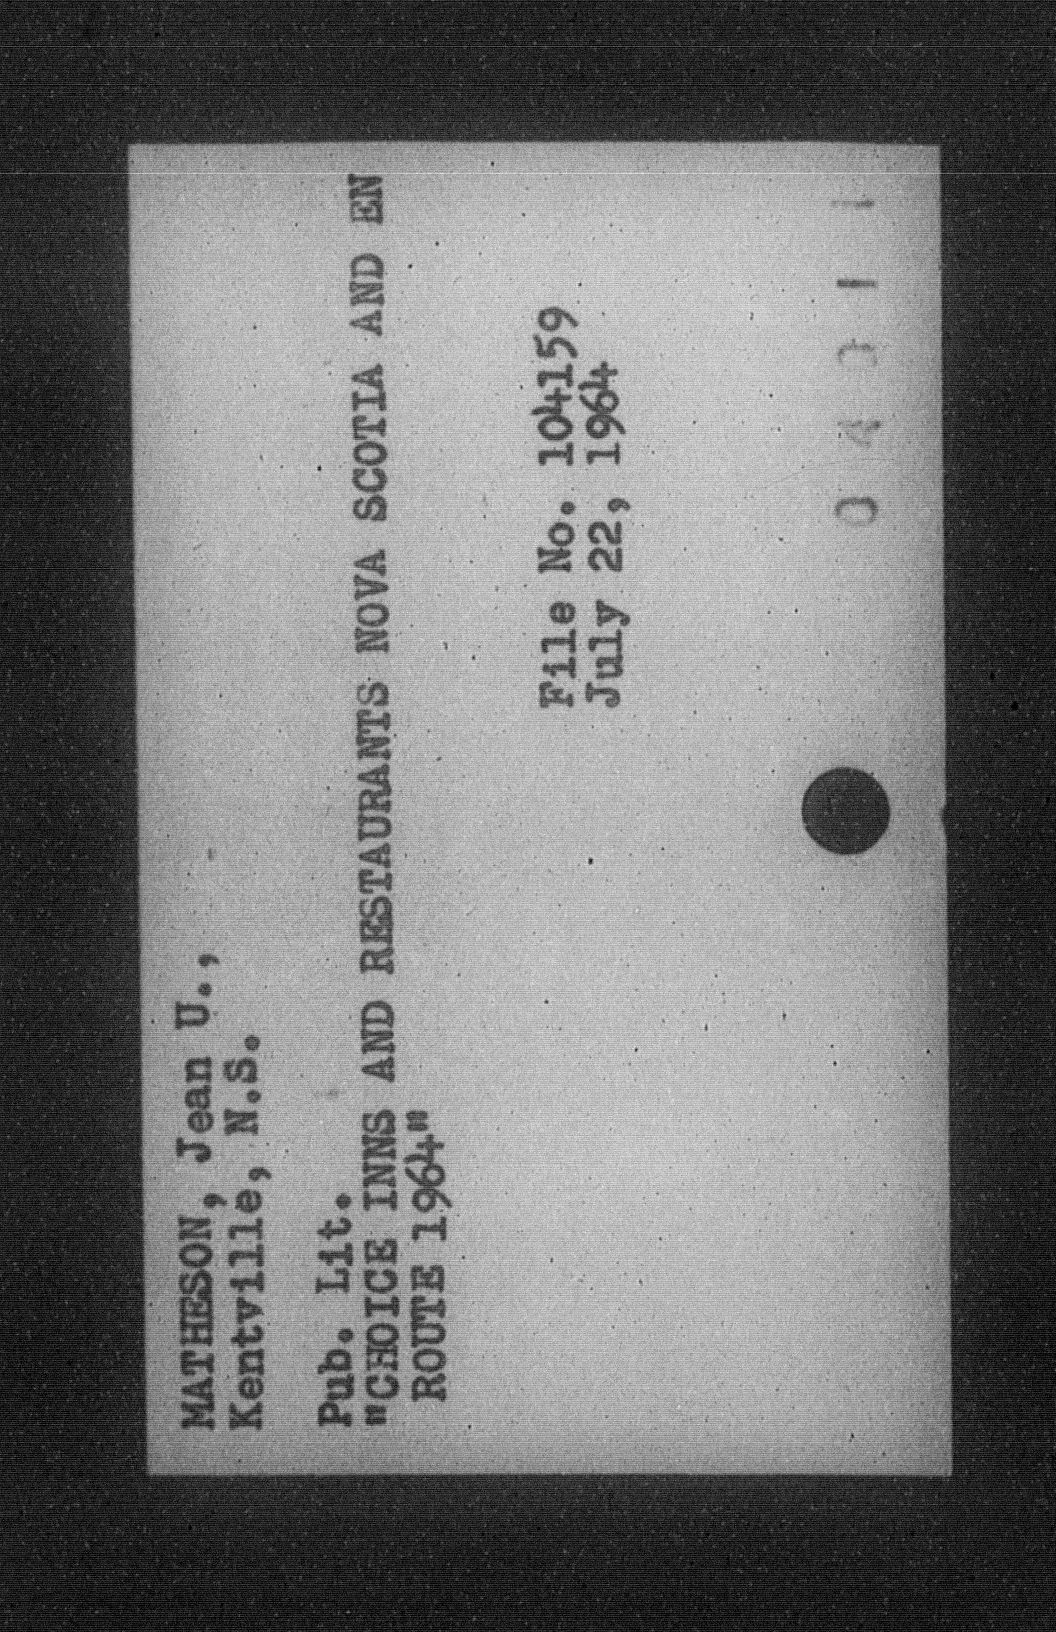 MATHESON, Jean U.,
Kentville, N.S.
Pub. Lit.
"CHOICE INNS AND RESTAURANTS NOVA SCOTIA AND EN
ROUTE 1964"
File No. 104159
July 22, 1964
04011